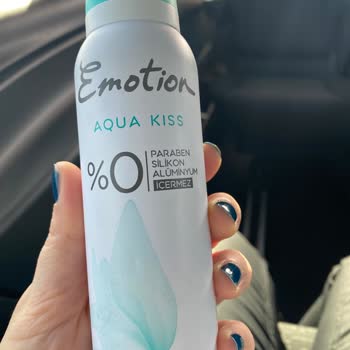 Emotion
AQUA KISS
%0
PARABEN
SİLİKON
ALÜMİNYUM
İÇERMEZ